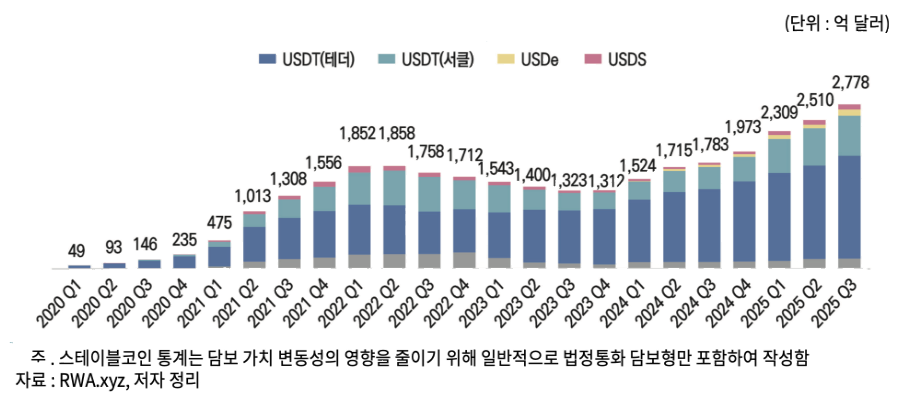 (단위 : 억 달러)
USDT(테더) USDT(서클) USDe USDS
49 93 146 235 475 1,013 1,308 1,556 1,852 1,858 1,758 1,712 1,543 1,400 1,323 1,312 1,524 1,715 1,783 1,973 2,309 2,510 2,778
2020 Q1 2020 Q2 2020 Q3 2020 Q4 2021 Q1 2021 Q2 2021 Q3 2021 Q4 2022 Q1 2022 Q2 2022 Q3 2022 Q4 2023 Q1 2023 Q2 2023 Q3 2023 Q4 2024 Q1 2024 Q2 2024 Q3 2024 Q4 2025 Q1 2025 Q2 2025 Q3
주 . 스테이블코인 통계는 담보 가치 변동성의 영향을 줄이기 위해 일반적으로 법정통화 담보형만 포함하여 작성함
자료 : RWA.xyz, 저자 정리